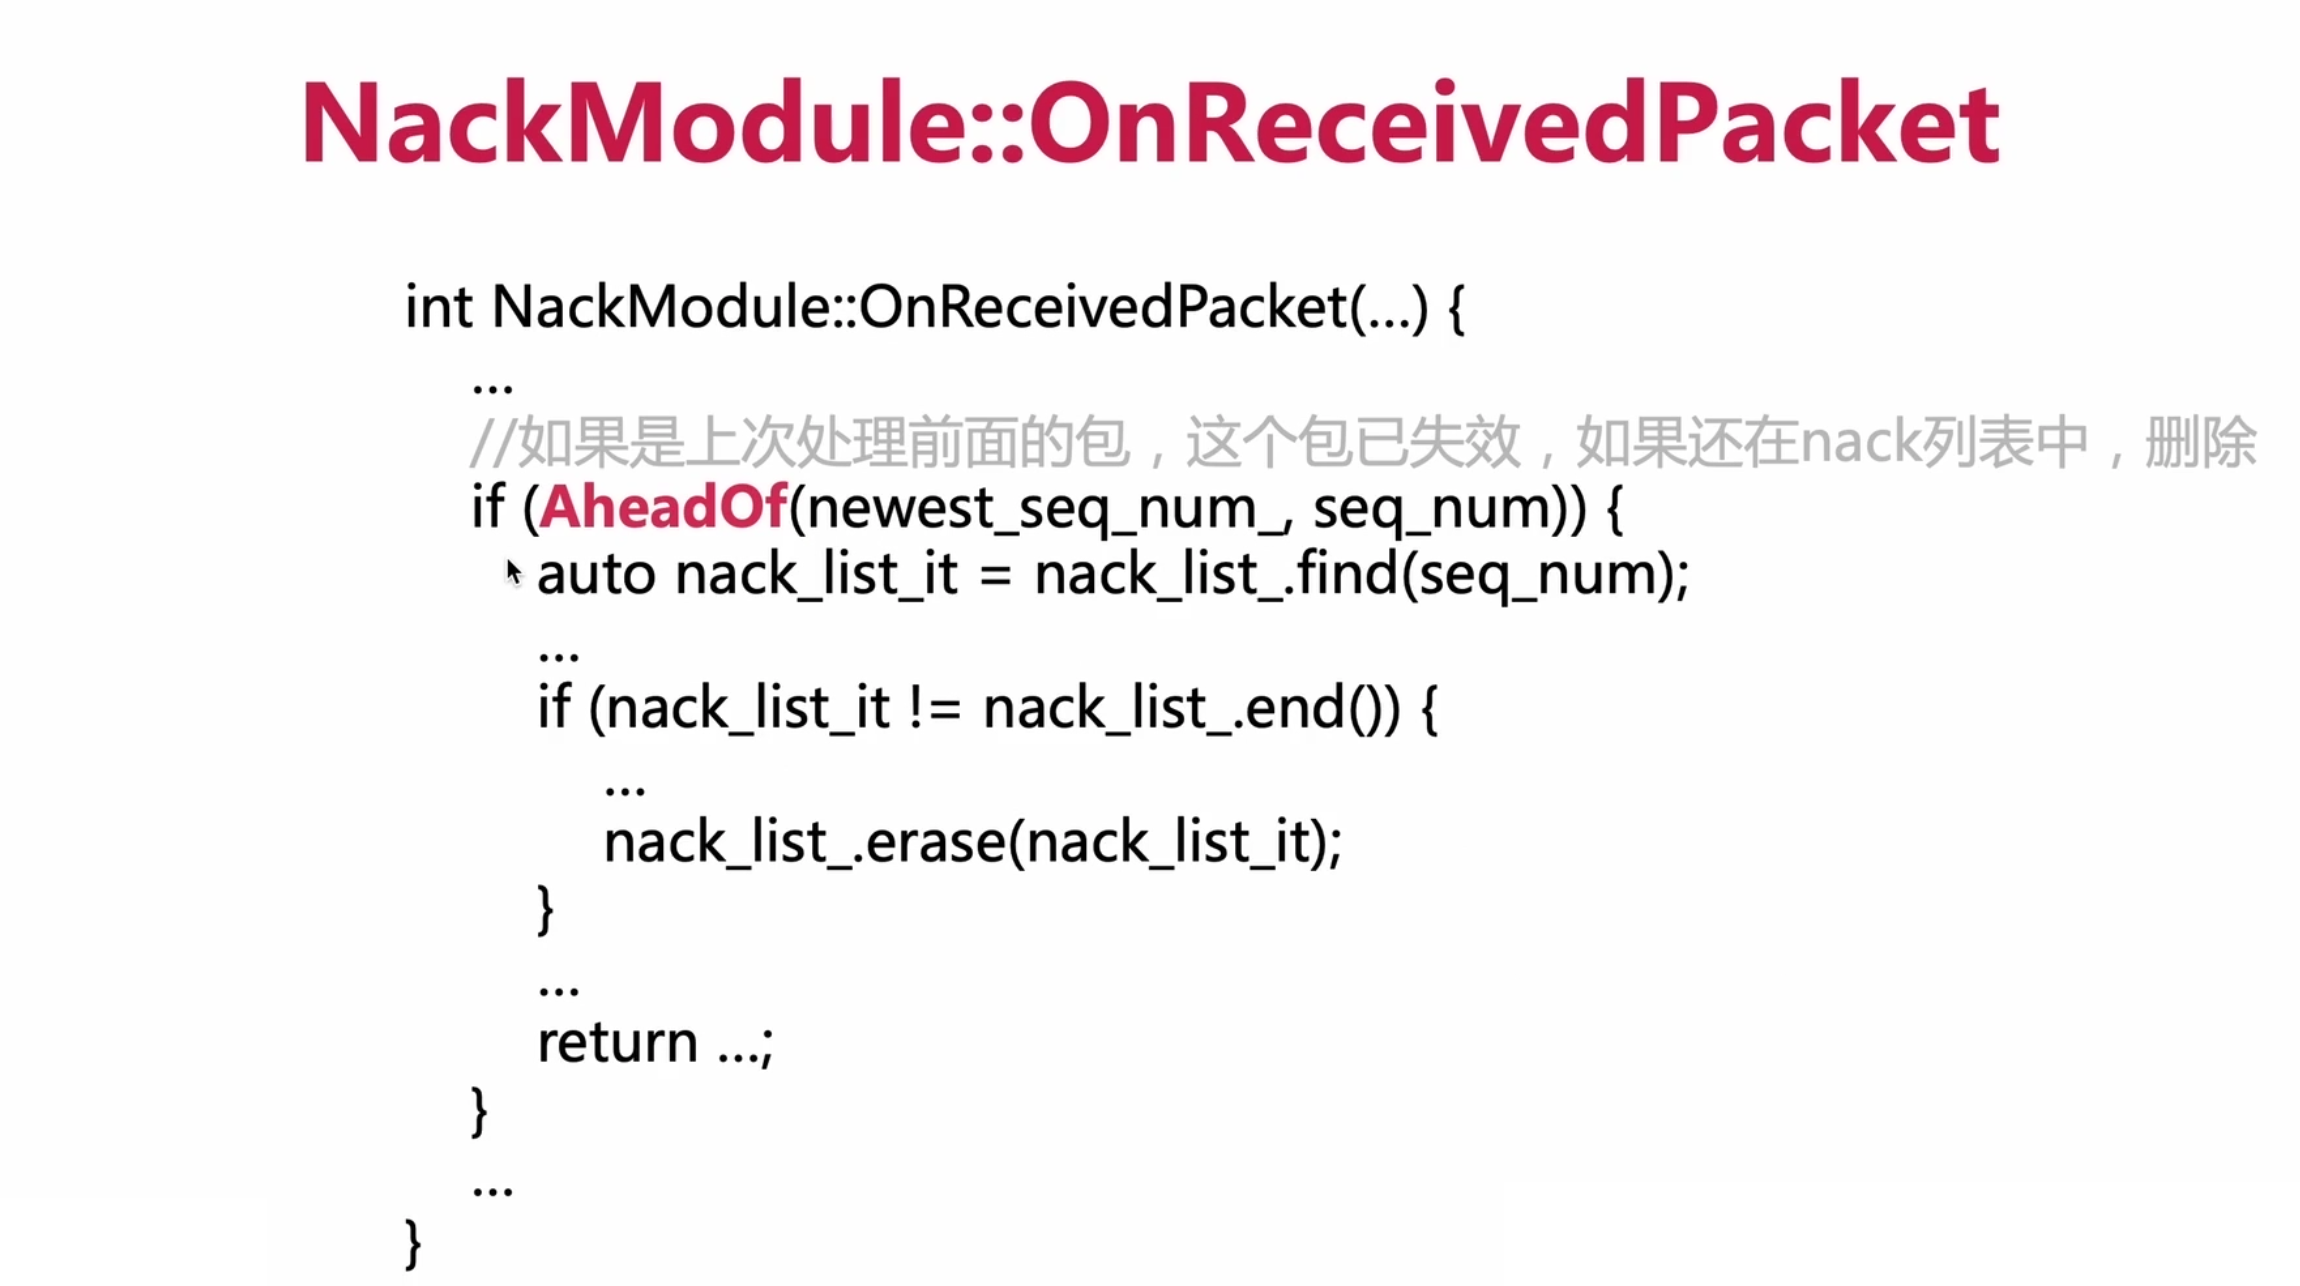 NackModule::OnReceivedPacket
int NackModule::OnReceivedPacket(...) {
...
//如果是上次处理前面的包，这个包已失效，如果还在nack列表中，删除
if (AheadOf(newest_seq_num_, seq_num)) {
auto nack_list_it = nack_list_.find(seq_num);
...
if (nack_list_it != nack_list_.end()) {
...
nack_list_.erase(nack_list_it);
}
...
return ...;
}
...
}